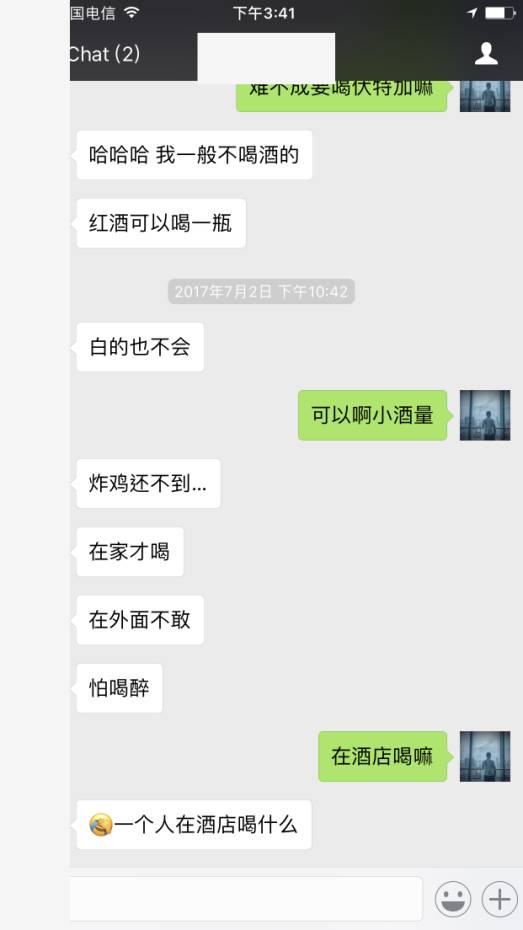 国电信
下午3:41
Chat (2)
难不成要喝伏特加嘛
哈哈哈 我一般不喝酒的
红酒可以喝一瓶
2017年7月2日 下午10:42
白的也不会
可以啊小酒量
炸鸡还不到...
在家才喝
在外面不敢
怕喝醉
在酒店喝嘛
一个人在酒店喝什么